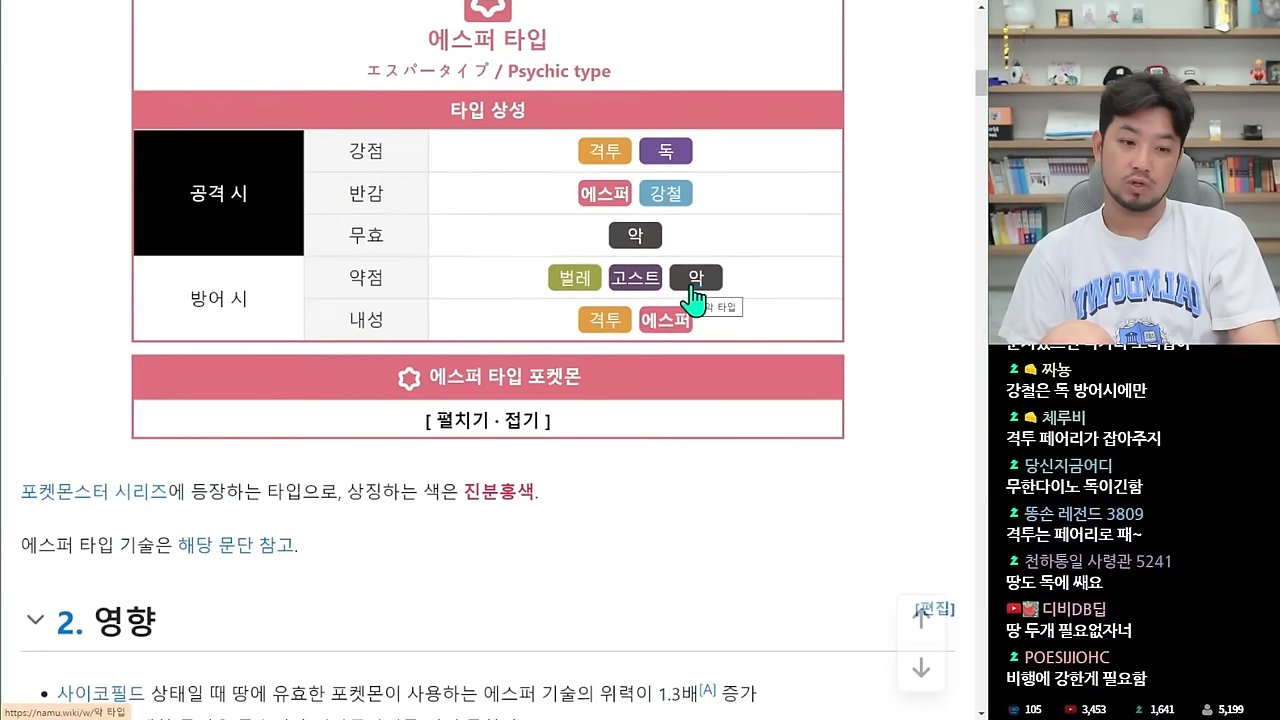 에스퍼 타입
エスパータイプ / Psychic type
타입 상성
공격 시
강점
격투 독
반감
에스퍼 강철
무효
악
방어 시
약점
벌레 고스트 악
악 타입
내성
격투 에스퍼
에스퍼 타입 포켓몬
[ 펼치기 · 접기 ]
포켓몬스터 시리즈에 등장하는 타입으로, 상징하는 색은 진분홍색.
에스퍼 타입 기술은 해당 문단 참고.
2. 영향
[편집]
사이코필드 상태일 때 땅에 유효한 포켓몬이 사용하는 에스퍼 기술의 위력이 1.3배[A] 증가
https://namu.wiki/w/악 타입
CALMDOWN
짜농
강철은 독 방어시에만
체루비
격투 페어리가 잡아주지
당신지금어디
무한다이노 독이긴함
똥손 레전드 3809
격투는 페어리로 패~
천하통일 사령관 5241
땅도 독에 쌔요
디비DB딥
땅 두개 필요없자너
POESIJIOHC
비행에 강한게 필요함
105 3,453 1,641 5,199